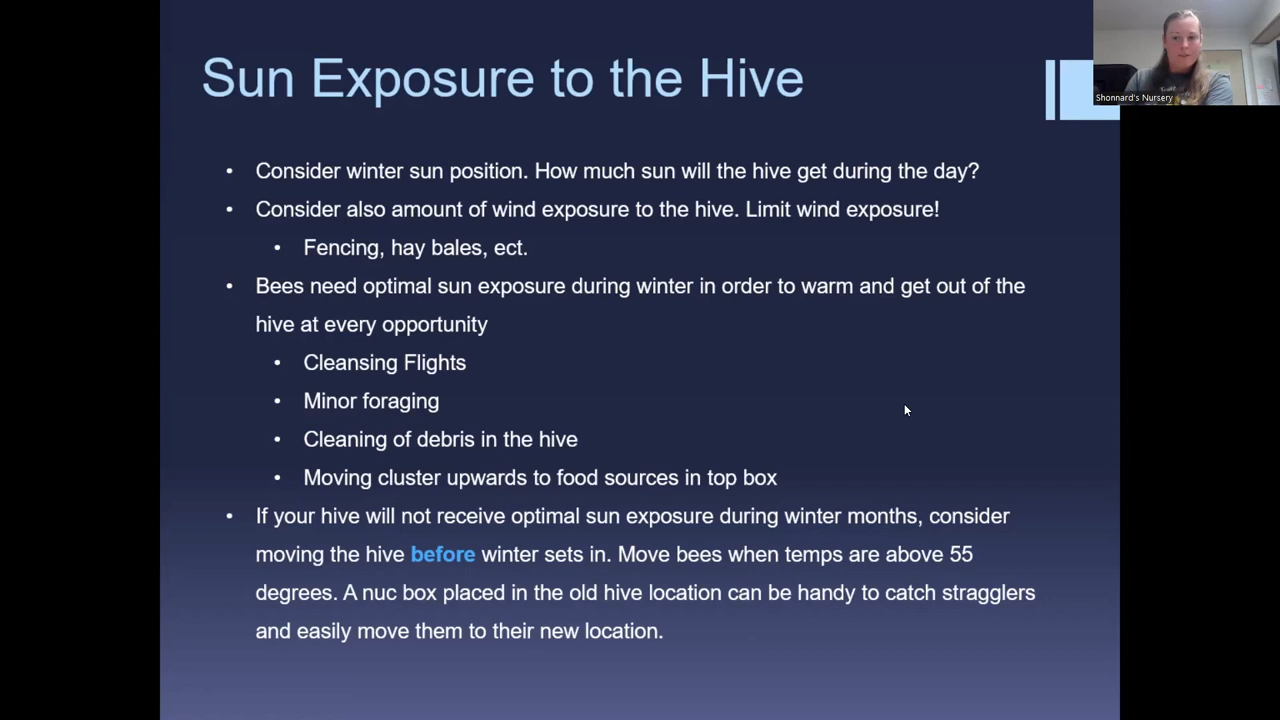 Sun Exposure to the Hive
Shonnard's Nursery
• Consider winter sun position. How much sun will the hive get during the day?
• Consider also amount of wind exposure to the hive. Limit wind exposure!
• Fencing, hay bales, ect.
• Bees need optimal sun exposure during winter in order to warm and get out of the
hive at every opportunity
• Cleansing Flights
• Minor foraging
• Cleaning of debris in the hive
• Moving cluster upwards to food sources in top box
• If your hive will not receive optimal sun exposure during winter months, consider
moving the hive before winter sets in. Move bees when temps are above 55
degrees. A nuc box placed in the old hive location can be handy to catch stragglers
and easily move them to their new location.